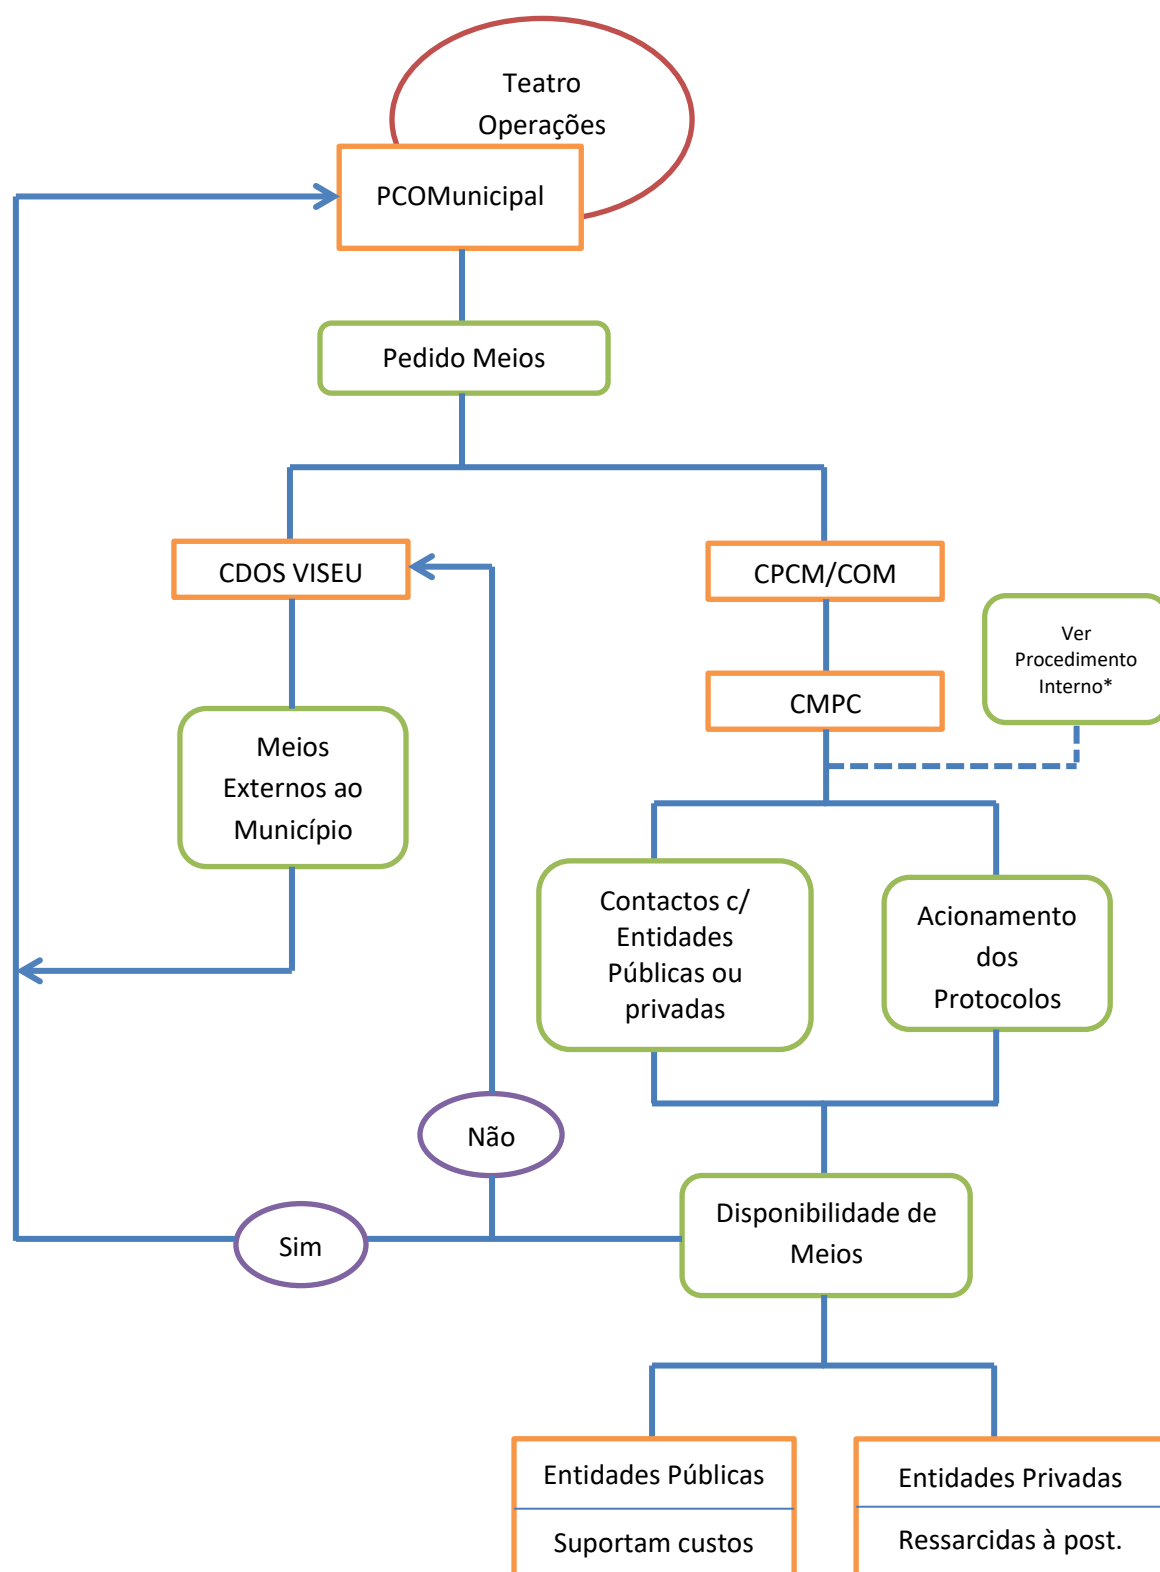 Teatro
Operações
PCOMunicipal
Pedido Meios
CDOS VISEU
CPCM/COM
Ver
Procedimento
Interno*
CMPC
Meios
Externos ao
Município
Contactos c/
Entidades
Públicas ou
privadas
Acionamento
dos
Protocolos
Não
Disponibilidade de
Meios
Sim
Entidades Públicas
Suportam custos
Entidades Privadas
Ressarcidas à post.